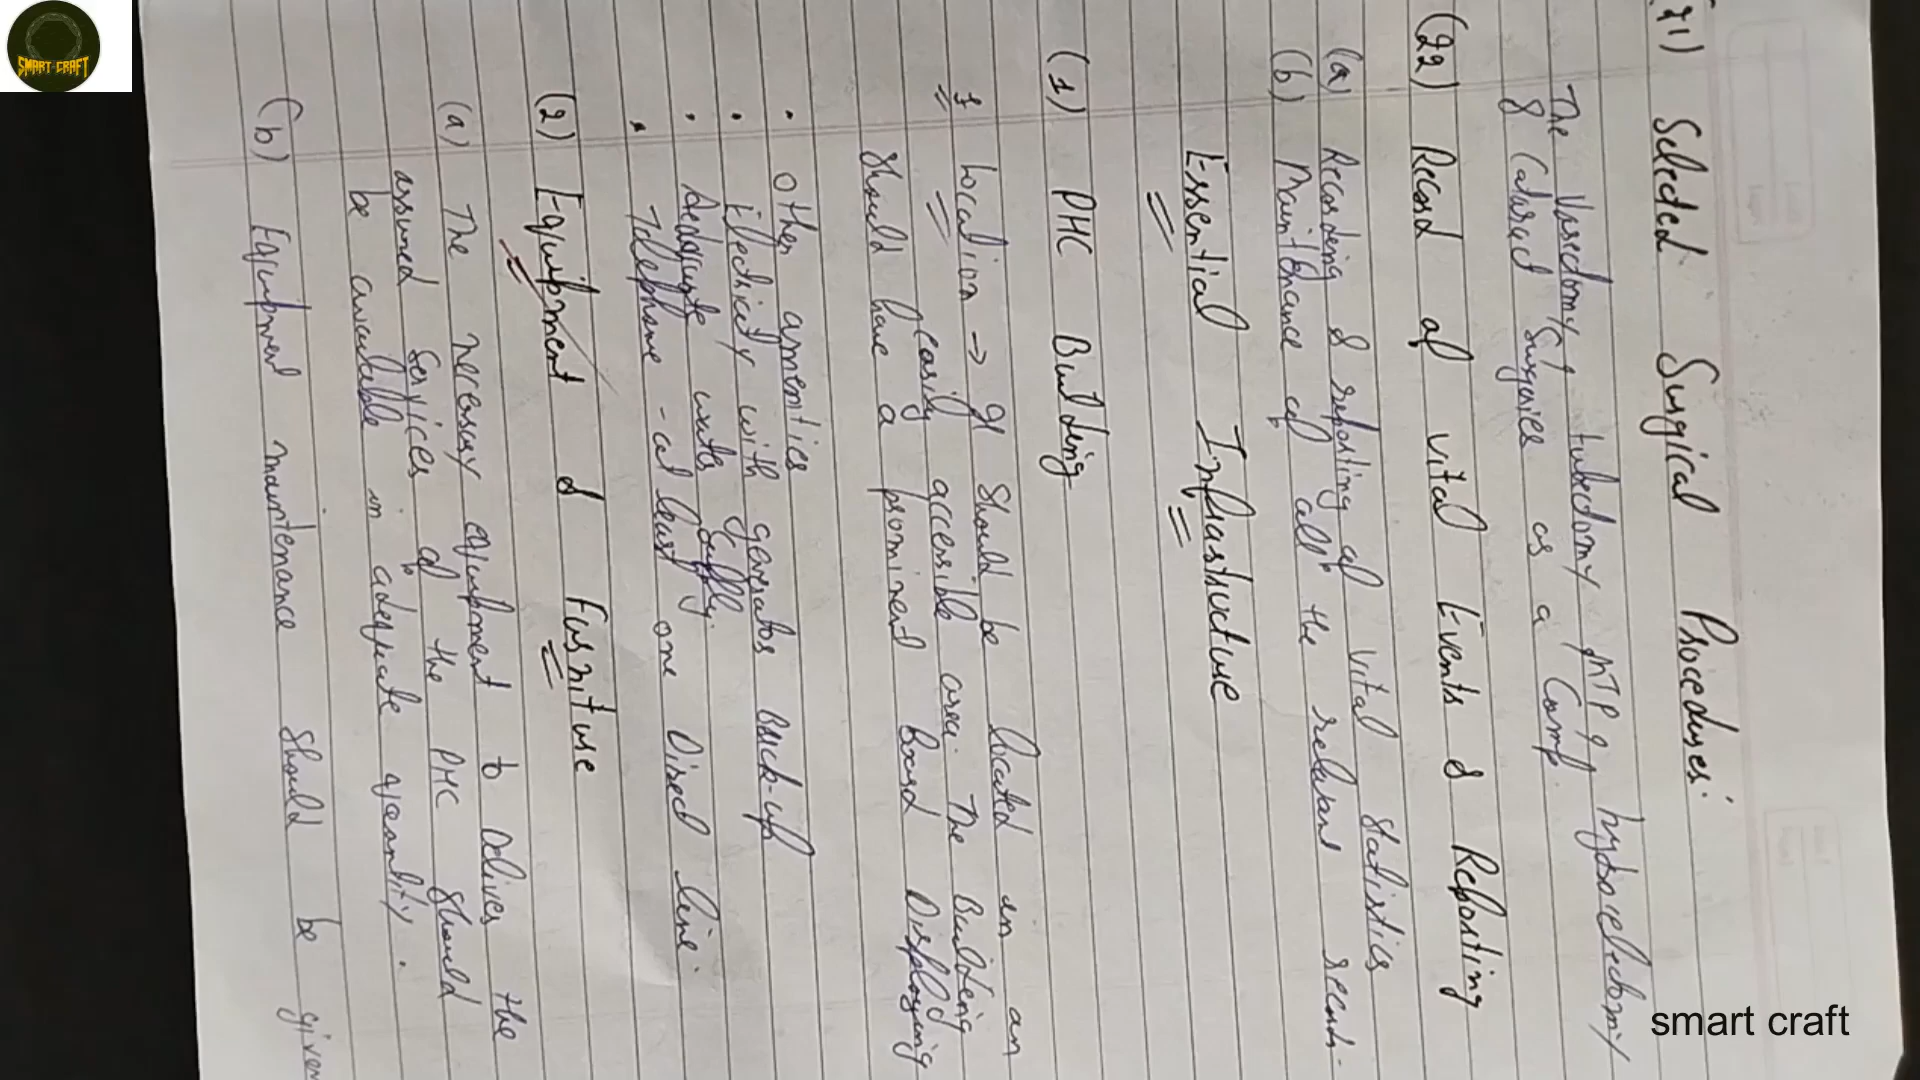 SMART CRAFT
21) Selected Surgical Procedures:
The Vasectomy, tubectomy, MTP, hydrocelectomy
& Cataract Surgeries as a Camp.
(22) Record of vital Events & Reporting
(a) Recording & reporting of vital statistics
(b) Maintenance of all the relevant records.
Essential Infrastructure
(1) PHC Building
1 Location → It should be located in an
easily accessible area. The Building
should have a prominent Board Displaying
• other amenities
• Electricity with generator Back-up
• Adequate water supply.
• Telephone - at least one Direct line.
(2) Equipment & Furniture
(a) The necessary equipment to deliver the
assured services of the PHC should
be available in adequate quantity.
(b) Equipment maintenance should be given
smart craft